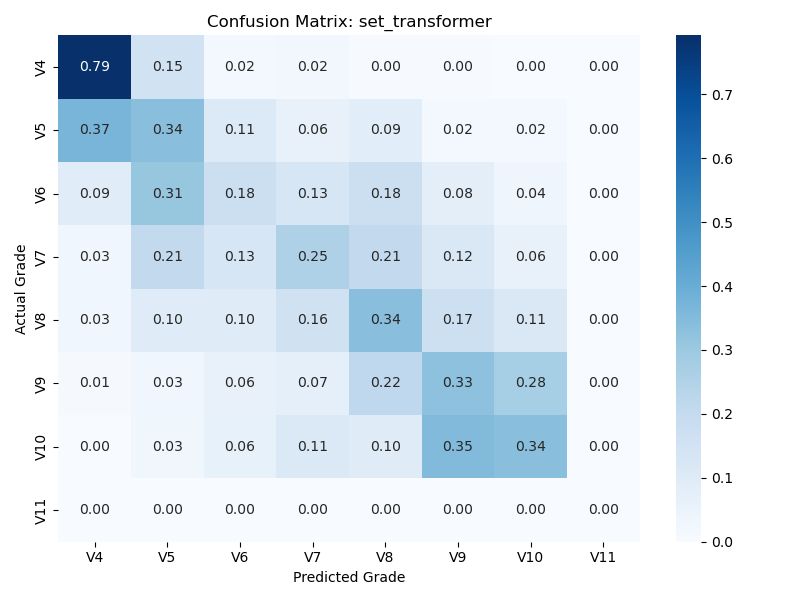 Confusion Matrix: set_transformer
Actual Grade
V4 0.79 0.15 0.02 0.02 0.00 0.00 0.00 0.00
V5 0.37 0.34 0.11 0.06 0.09 0.02 0.02 0.00
V6 0.09 0.31 0.18 0.13 0.18 0.08 0.04 0.00
V7 0.03 0.21 0.13 0.25 0.21 0.12 0.06 0.00
V8 0.03 0.10 0.10 0.16 0.34 0.17 0.11 0.00
V9 0.01 0.03 0.06 0.07 0.22 0.33 0.28 0.00
V10 0.00 0.03 0.06 0.11 0.10 0.35 0.34 0.00
V11 0.00 0.00 0.00 0.00 0.00 0.00 0.00 0.00
V4 V5 V6 V7 V8 V9 V10 V11
Predicted Grade
0.7
0.6
0.5
0.4
0.3
0.2
0.1
0.0